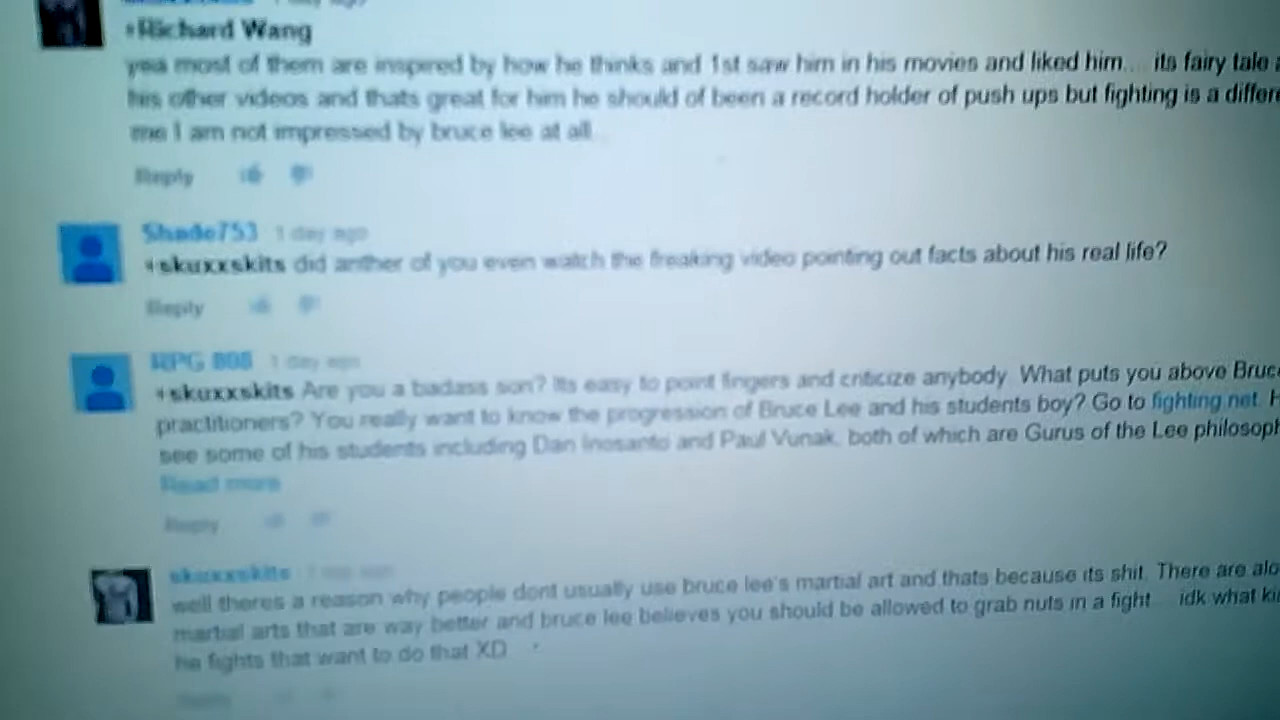 +Richard Wang
yea most of them are inspired by how he thinks and 1st saw him in his movies and liked him.... its fairy tale
his other videos and thats great for him he should of been a record holder of push ups but fighting is a differe
me I am not impressed by bruce lee at all
Reply
Shade753 1 day ago
+skuxxskits did anther of you even watch the freaking video pointing out facts about his real life?
Reply
RPG 808 1 day ago
+skuxxskits Are you a badass son? Its easy to point fingers and criticize anybody. What puts you above Bruc
practitioners? You really want to know the progression of Bruce Lee and his students boy? Go to fighting.net. H
see some of his students including Dan Inosanto and Paul Vunak, both of which are Gurus of the Lee philosoph
Read more
Reply
skuxxskits 1 day ago
well theres a reason why people dont usually use bruce lee's martial art and thats because its shit. There are alo
martial arts that are way better and bruce lee believes you should be allowed to grab nuts in a fight.... idk what ki
he fights that want to do that XD
Reply